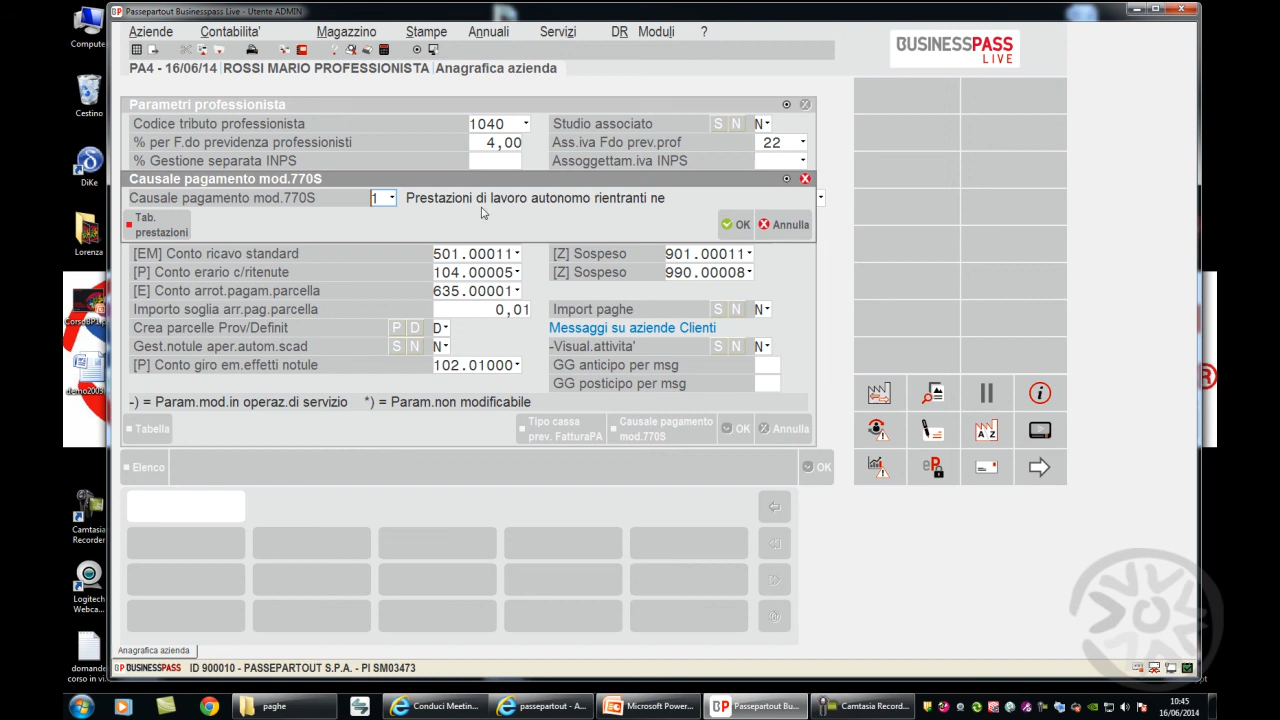 Passepartout Businesspass Live - Utente ADMIN
Aziende Contabilita' Magazzino Stampe Annuali Servizi DR Moduli ?
BUSINESSPASS
LIVE
PA4 - 16/06/14 ROSSI MARIO PROFESSIONISTA Anagrafica azienda
Parametri professionista
Codice tributo professionista 1040 Studio associato S N N
% per F.do previdenza professionisti 4,00 Ass.iva Fdo prev.prof 22
% Gestione separata INPS Assoggettam.iva INPS
Causale pagamento mod.770S
Causale pagamento mod.770S 1 Prestazioni di lavoro autonomo rientranti ne
Tab.
prestazioni
OK Annulla
[EM] Conto ricavo standard 501.00011 [Z] Sospeso 901.00011
[P] Conto erario c/ritenute 104.00005 [Z] Sospeso 990.00008
[E] Conto arrot.pagam.parcella 635.00001
Importo soglia arr.pag.parcella 0,01 Import paghe S N N
Crea parcelle Prov/Definit P D D Messaggi su aziende Clienti
Gest.notule aper.autom.scad S N N -Visual.attivita' S N N
[P] Conto giro em.effetti notule 102.01000 GG anticipo per msg
GG posticipo per msg
-) = Param.mod.in operaz.di servizio *) = Param.non modificabile
Tabella
Tipo cassa
prev. FatturaPA
Causale pagamento
mod.770S
OK Annulla
Elenco OK
A Z
Anagrafica azienda
BUSINESSPASS ID 900010 - PASSEPARTOUT S.P.A. - PI SM03473
Compute
Cestino
DiKe
Lorenza
CorsoBP1
demo2009
Camtasia
Recorder
Logitech
Webca...
domande
corso in vi...
paghe
Conduci Meetin...
passepartout - A...
Microsoft Power...
Passepartout Bu...
Camtasia Record...
10:45
16/06/2014